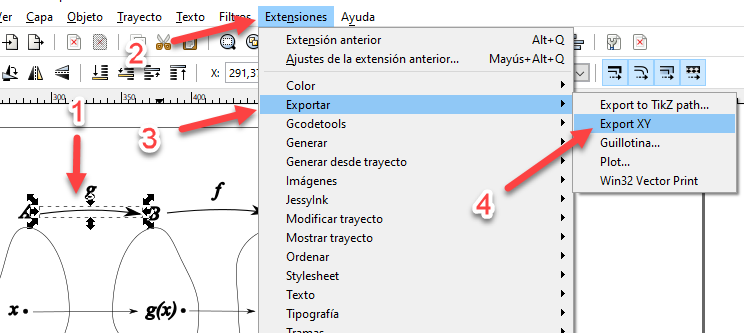 Capa Objeto Trayecto Texto Filtros Extensiones Ayuda
2
X: 291,37
300 350 400
1
3
4
g
f
A B
x g(x)
Extensión anterior Alt+Q
Ajustes de la extensión anterior... Mayús+Alt+Q
Color
Exportar
Gcodetools
Generar
Generar desde trayecto
Imágenes
JessyInk
Modificar trayecto
Mostrar trayecto
Ordenar
Stylesheet
Texto
Tipografía
Tramas
Export to TikZ path...
Export XY
Guillotina...
Plot...
Win32 Vector Print